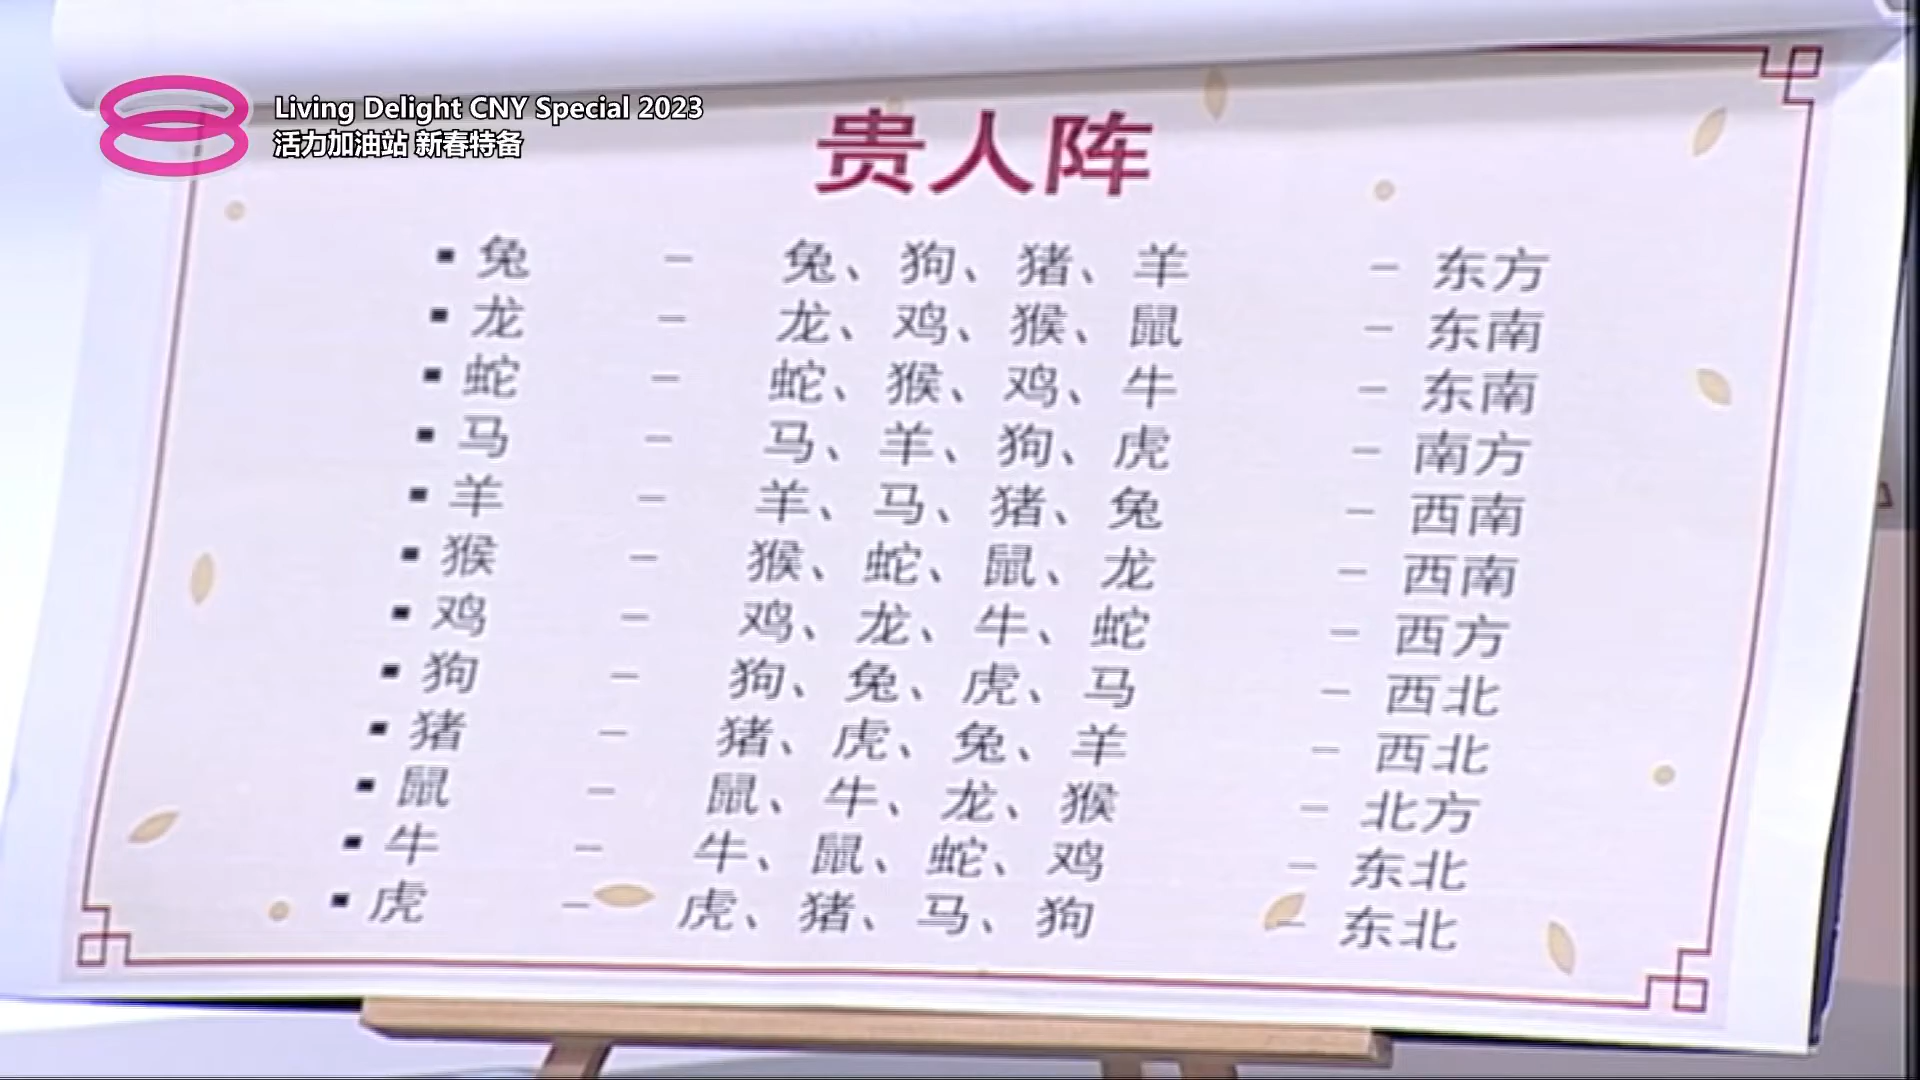 Living Delight CNY Special 2023
活力加油站 新春特备
贵人阵
▪ 兔 – 兔、狗、猪、羊 – 东方
▪ 龙 – 龙、鸡、猴、鼠 – 东南
▪ 蛇 – 蛇、猴、鸡、牛 – 东南
▪ 马 – 马、羊、狗、虎 – 南方
▪ 羊 – 羊、马、猪、兔 – 西南
▪ 猴 – 猴、蛇、鼠、龙 – 西南
▪ 鸡 – 鸡、龙、牛、蛇 – 西方
▪ 狗 – 狗、兔、虎、马 – 西北
▪ 猪 – 猪、虎、兔、羊 – 西北
▪ 鼠 – 鼠、牛、龙、猴 – 北方
▪ 牛 – 牛、鼠、蛇、鸡 – 东北
▪ 虎 – 虎、猪、马、狗 – 东北